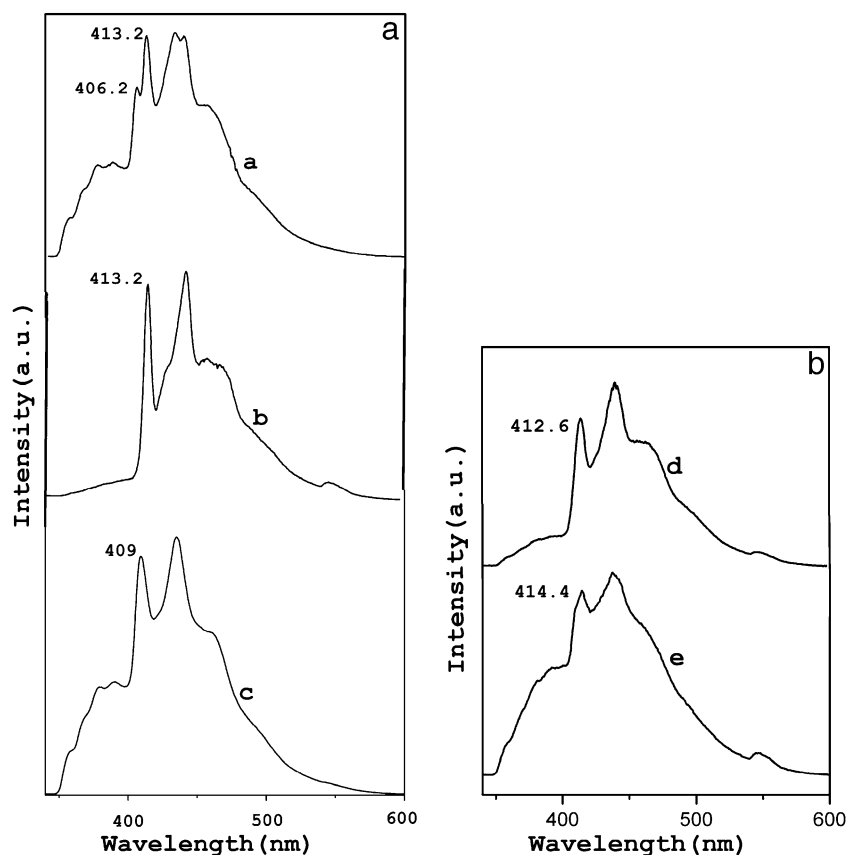 a
413.2
406.2
a
413.2
b
409
c
Intensity(a.u.)
400 500 600
Wavelength(nm)
b
412.6
d
414.4
e
Intensity(a.u.)
400 500 600
Wavelength(nm)